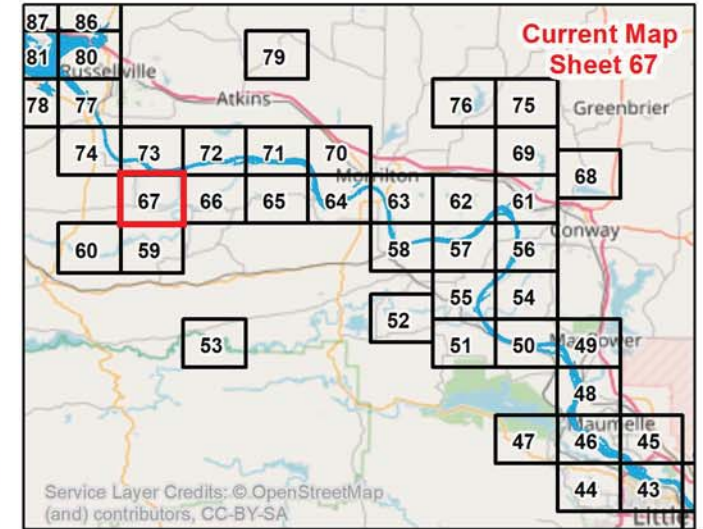 87 86
Current Map
Sheet 67
81 80 79
Russellville
78 77 Atkins 76 75 Greenbrier
74 73 72 71 70 69
Morrilton 68
67 66 65 64 63 62 61
Conway
60 59 58 57 56
55 54
53 52
51 50 49
48
Maumelle
47 46 45
44 43
Little
Service Layer Credits: © OpenStreetMap
(and) contributors, CC-BY-SA